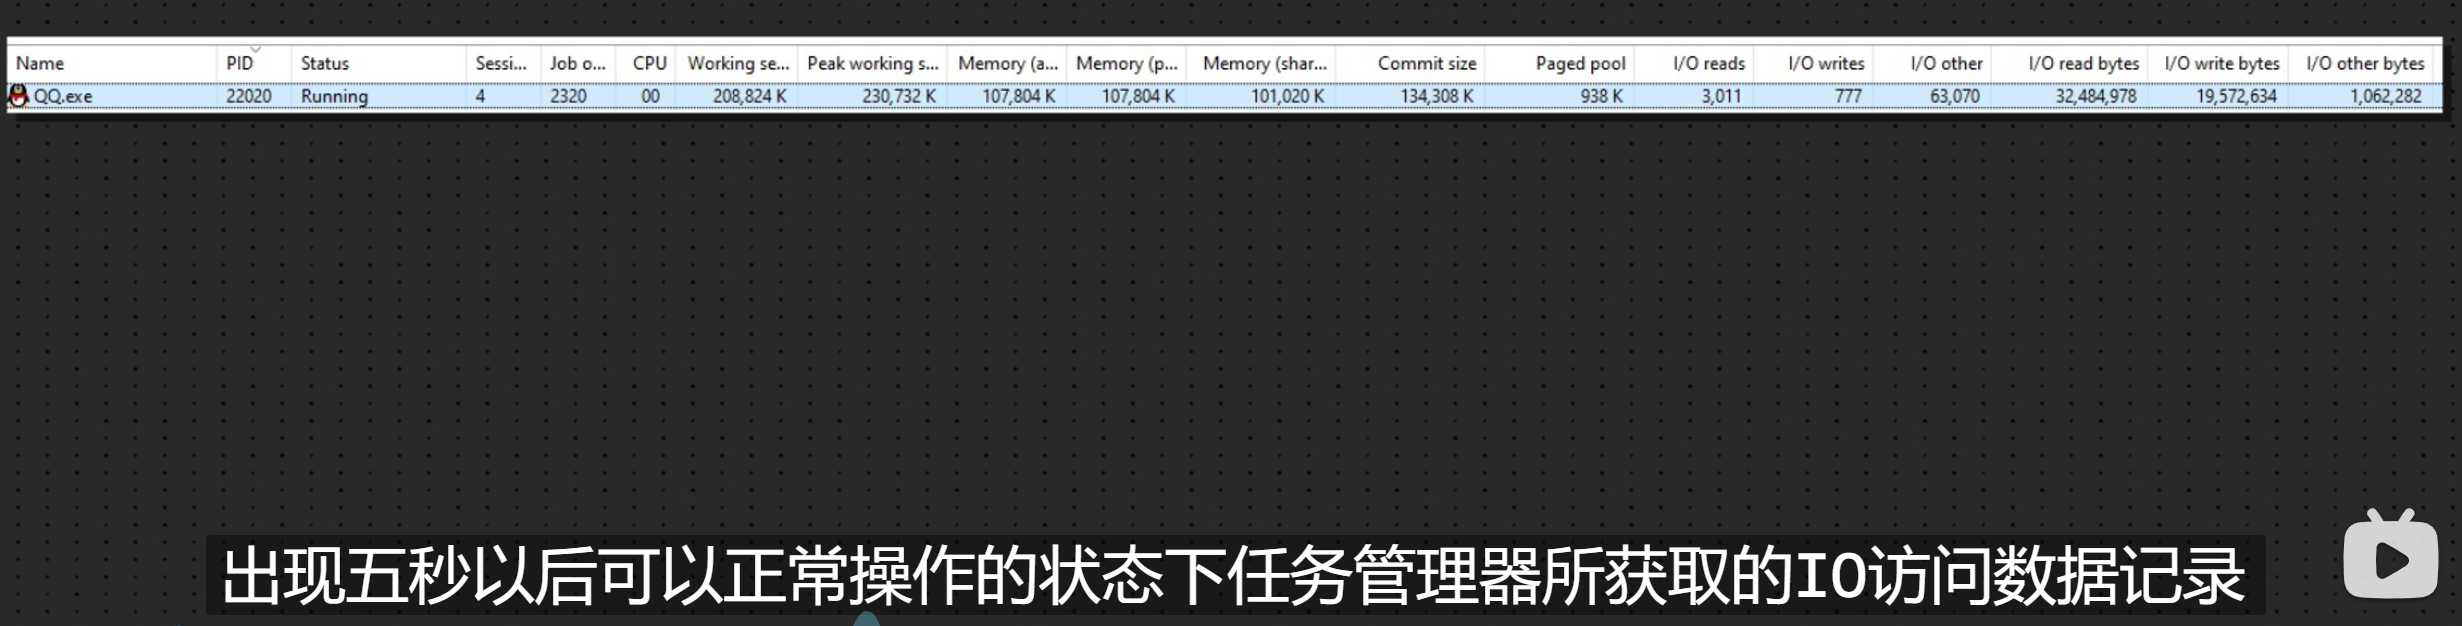 Name PID Status Sessi... Job o... CPU Working se... Peak working s... Memory (a... Memory (p... Memory (shar... Commit size Paged pool I/O reads I/O writes I/O other I/O read bytes I/O write bytes I/O other bytes
QQ.exe 22020 Running 4 2320 00 208,824 K 230,732 K 107,804 K 107,804 K 101,020 K 134,308 K 938 K 3,011 777 63,070 32,484,978 19,572,634 1,062,282
出现五秒以后可以正常操作的状态下任务管理器所获取的IO访问数据记录